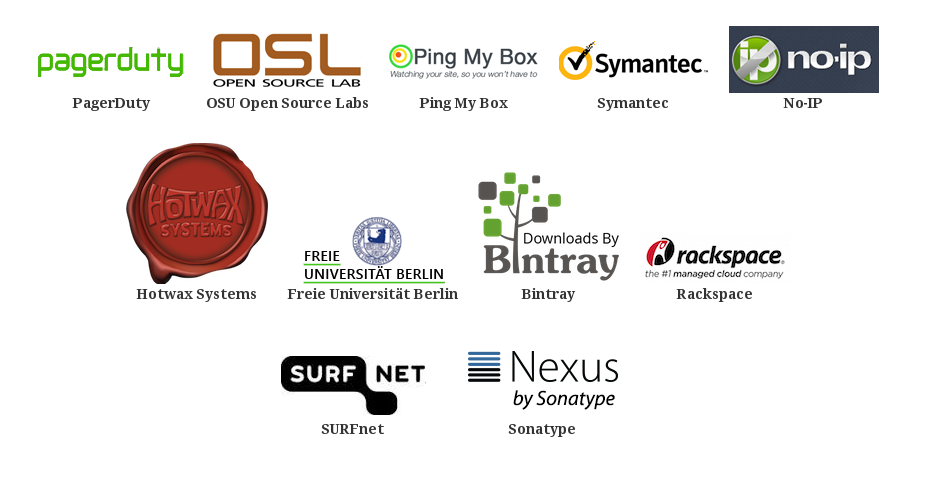 pagerduty
PagerDuty
OSL
OPEN SOURCE LAB
OSU Open Source Labs
Ping My Box
Watching your site, so you won't have to
Ping My Box
Symantec™
Symantec
ip no-ip
No-IP
HOTWAX
SYSTEMS
Hotwax Systems
FREIE
UNIVERSITÄT BERLIN
Freie Universität Berlin
Downloads By
Bintray
Bintray
rackspace®
the #1 managed cloud company
Rackspace
SURF NET
SURFnet
Nexus
by Sonatype
Sonatype